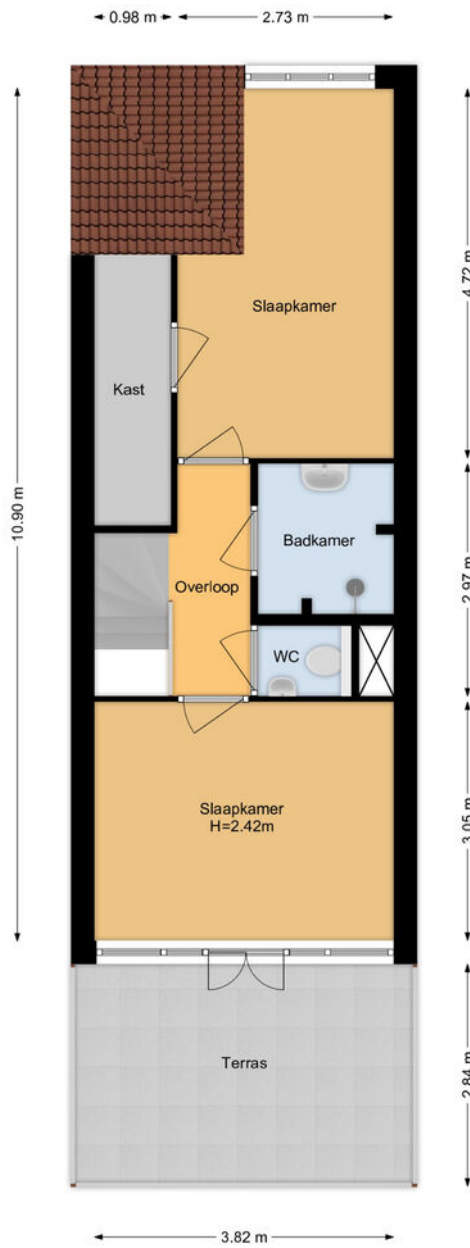 0.98 m
2.73 m
4.72 m
Slaapkamer
Kast
10.90 m
Badkamer
2.97 m
Overloop
WC
Slaapkamer
H=2.42m
3.05 m
Terras
2.84 m
3.82 m